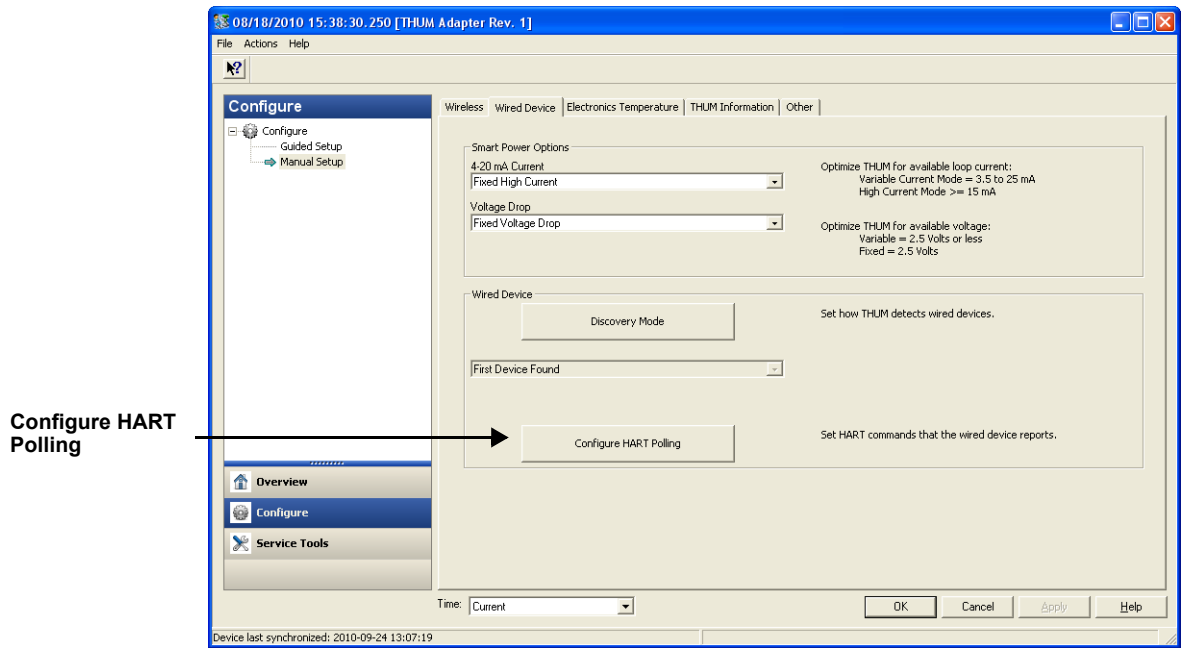 08/18/2010 15:38:30.250 [THUM Adapter Rev. 1]
File Actions Help
Configure
Configure
Guided Setup
Manual Setup
Overview
Configure
Service Tools
Wireless Wired Device Electronics Temperature THUM Information Other
Smart Power Options
4-20 mA Current
Fixed High Current
Optimize THUM for available loop current:
Variable Current Mode = 3.5 to 25 mA
High Current Mode >= 15 mA
Voltage Drop
Fixed Voltage Drop
Optimize THUM for available voltage:
Variable = 2.5 Volts or less
Fixed = 2.5 Volts
Wired Device
Discovery Mode
Set how THUM detects wired devices.
First Device Found
Configure HART
Polling
Configure HART Polling
Set HART commands that the wired device reports.
Time: Current
OK Cancel Apply Help
Device last synchronized: 2010-09-24 13:07:19